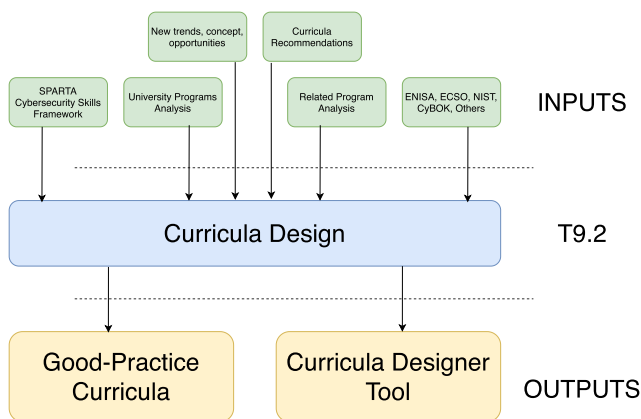 New trends, concept,
opportunities
Curricula
Recommendations
SPARTA
Cybersecurity Skills
Framework
University Programs
Analysis
Related Program
Analysis
ENISA, ECSO, NIST,
CyBOK, Others
INPUTS
Curricula Design
T9.2
Good-Practice
Curricula
Curricula Designer
Tool
OUTPUTS